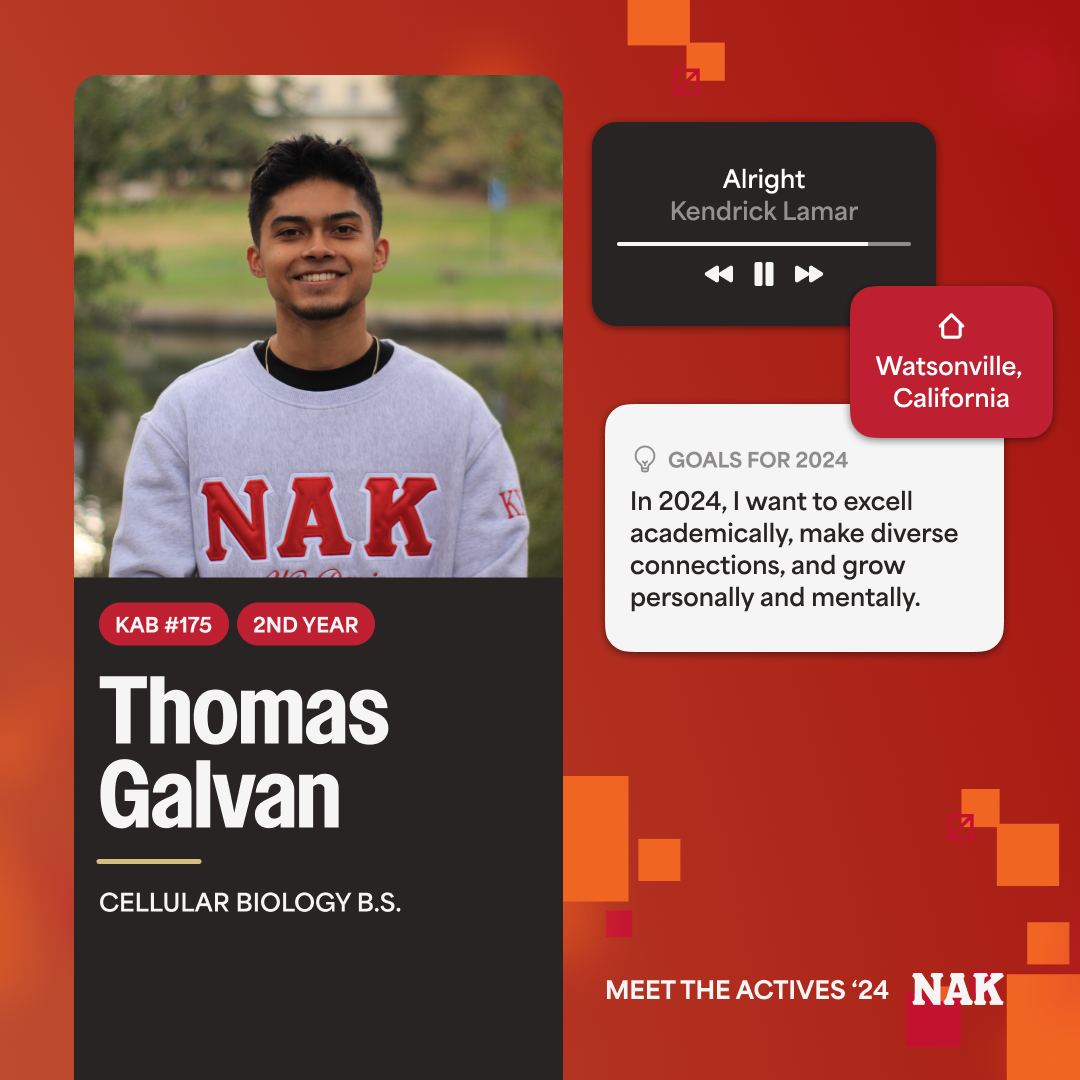 NAK
KAB #175
2ND YEAR
Thomas
Galvan
CELLULAR BIOLOGY B.S.
Alright
Kendrick Lamar
Watsonville,
California
GOALS FOR 2024
In 2024, I want to excell
academically, make diverse
connections, and grow
personally and mentally.
MEET THE ACTIVES ‘24
NAK